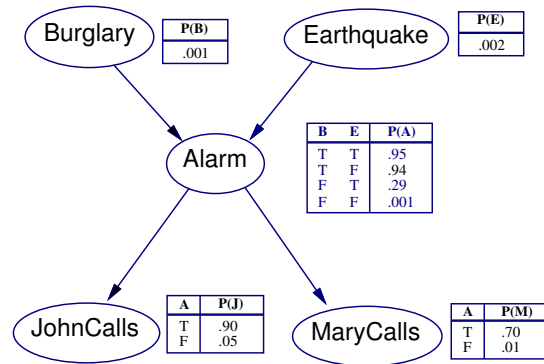 Burglary
P(B)
.001
Earthquake
P(E)
.002
Alarm
B E P(A)
T T .95
T F .94
F T .29
F F .001
JohnCalls
A P(J)
T .90
F .05
MaryCalls
A P(M)
T .70
F .01